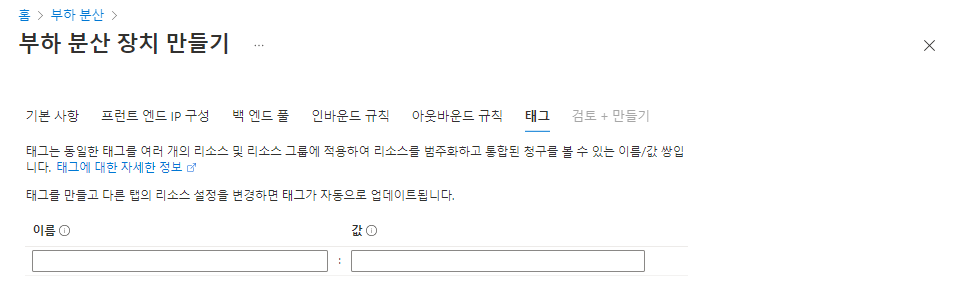 홈 > 부하 분산 >
부하 분산 장치 만들기 ...
기본 사항 프런트 엔드 IP 구성 백 엔드 풀 인바운드 규칙 아웃바운드 규칙 태그 검토 + 만들기
태그는 동일한 태그를 여러 개의 리소스 및 리소스 그룹에 적용하여 리소스를 범주화하고 통합된 청구를 볼 수 있는 이름/값 쌍입
니다. 태그에 대한 자세한 정보
태그를 만들고 다른 탭의 리소스 설정을 변경하면 태그가 자동으로 업데이트됩니다.
이름 값
: